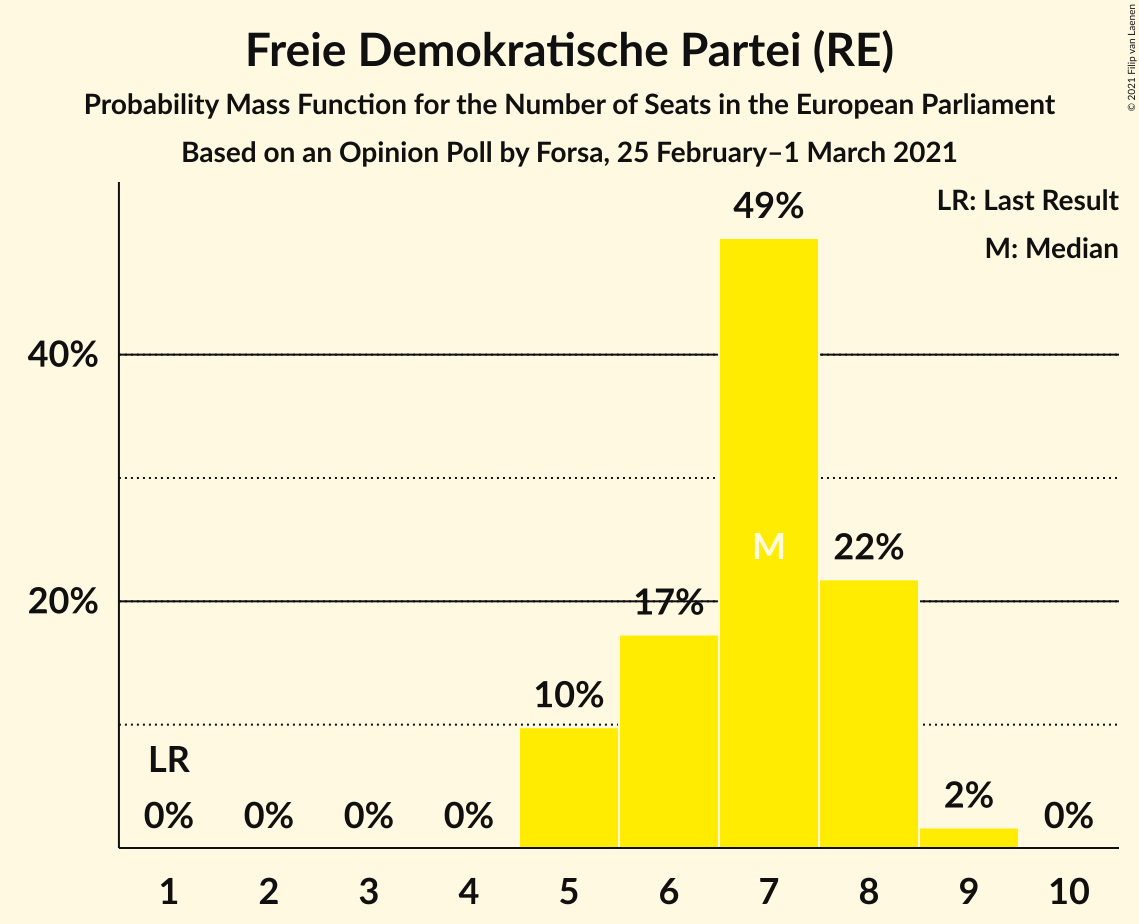 Freie Demokratische Partei (RE)
Probability Mass Function for the Number of Seats in the European Parliament
Based on an Opinion Poll by Forsa, 25 February–1 March 2021
© 2021 Filip van Laenen
LR: Last Result
M: Median
49%
40%
M
22%
20%
17%
10%
LR
2%
0%
0%
0%
0%
0%
1 2 3 4 5 6 7 8 9 10